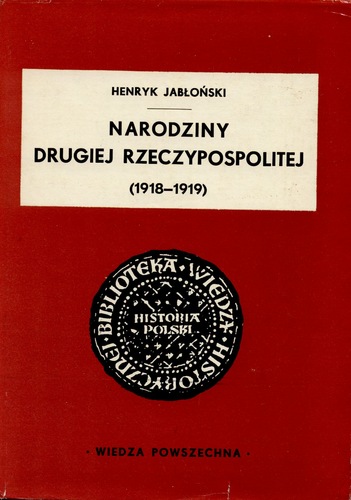 HENRYK JABŁOŃSKI
NARODZINY
DRUGIEJ RZECZYPOSPOLITEJ
(1918–1919)
BIBLIOTEKA · WIEDZY · HISTORYCZNEJ ·
HISTORIA
POLSKI
· WIEDZA POWSZECHNA ·